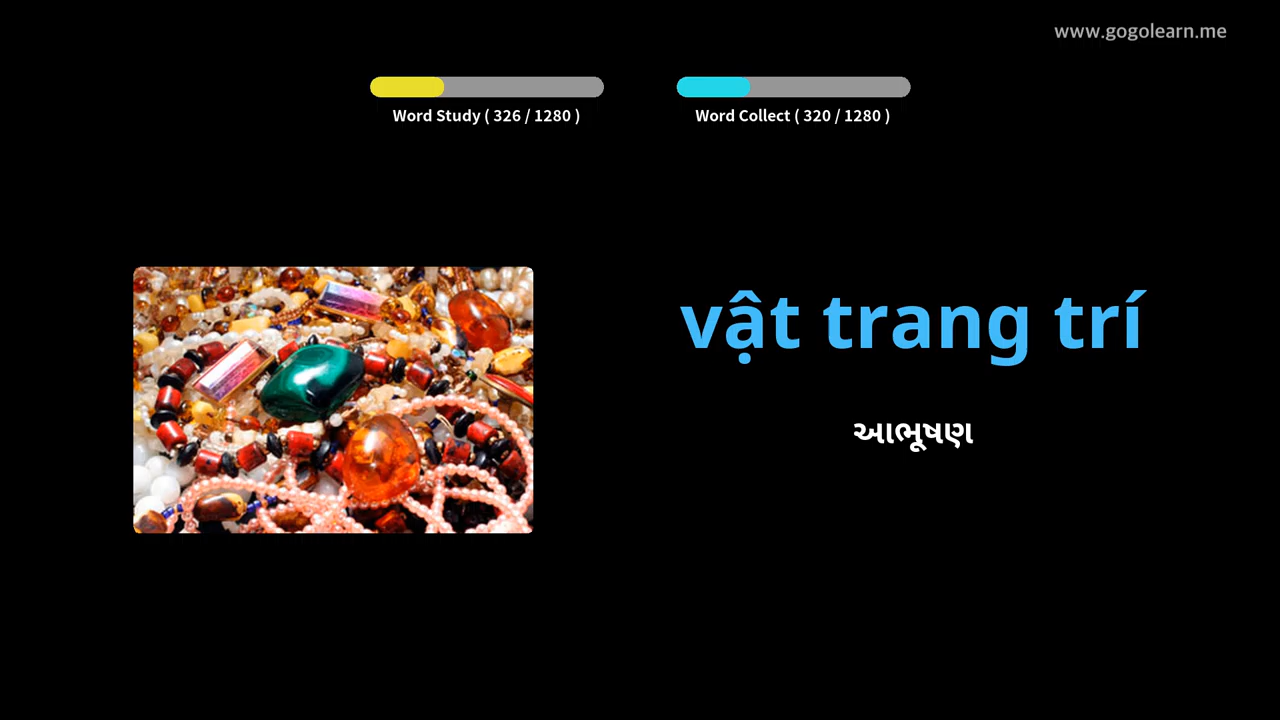 www.gogolearn.me
Word Study ( 326 / 1280 )
Word Collect ( 320 / 1280 )
vật trang trí
આભૂષણ